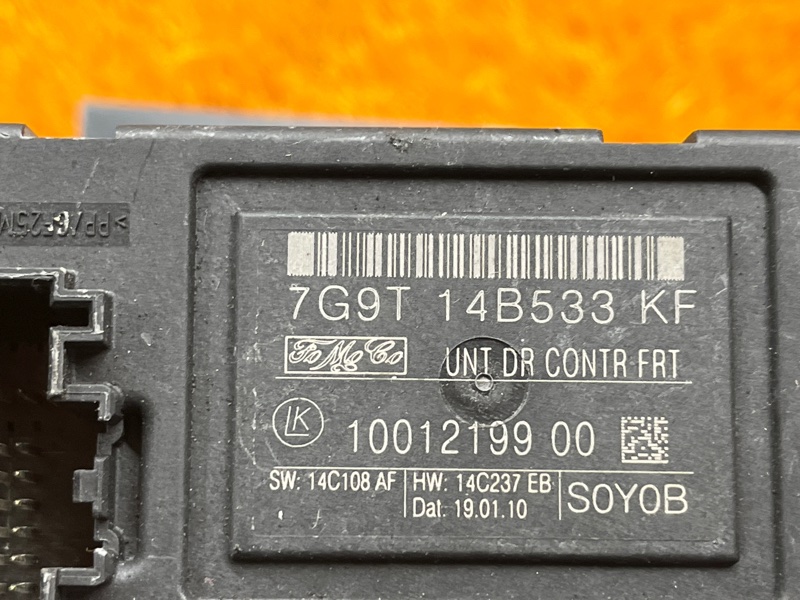 7G9T 14B533 KF
FoMoCo UNT DR CONTR FRT
LK 10012199 00
SW: 14C108 AF HW: 14C237 EB
Dat: 19.01.10 S0Y0B